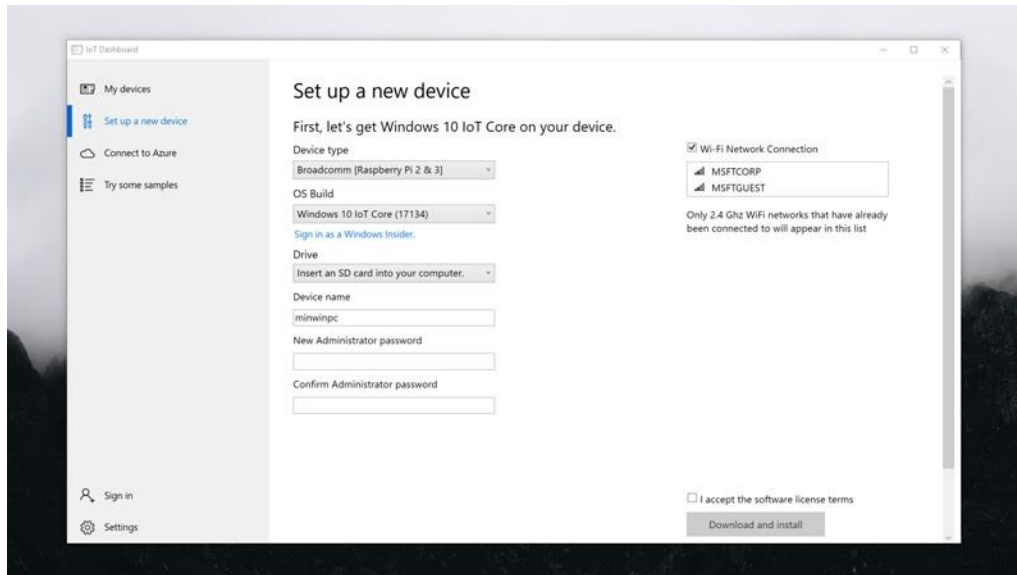 IoT Dashboard
My devices
Set up a new device
Connect to Azure
Try some samples
Sign in
Settings
Set up a new device
First, let's get Windows 10 IoT Core on your device.
Device type
Broadcomm [Raspberry Pi 2 & 3]
OS Build
Windows 10 IoT Core (17134)
Sign in as a Windows Insider.
Drive
Insert an SD card into your computer.
Device name
minwinpc
New Administrator password
Confirm Administrator password
Wi-Fi Network Connection
MSFTCORP
MSFTGUEST
Only 2.4 Ghz WiFi networks that have already
been connected to will appear in this list
I accept the software license terms
Download and install